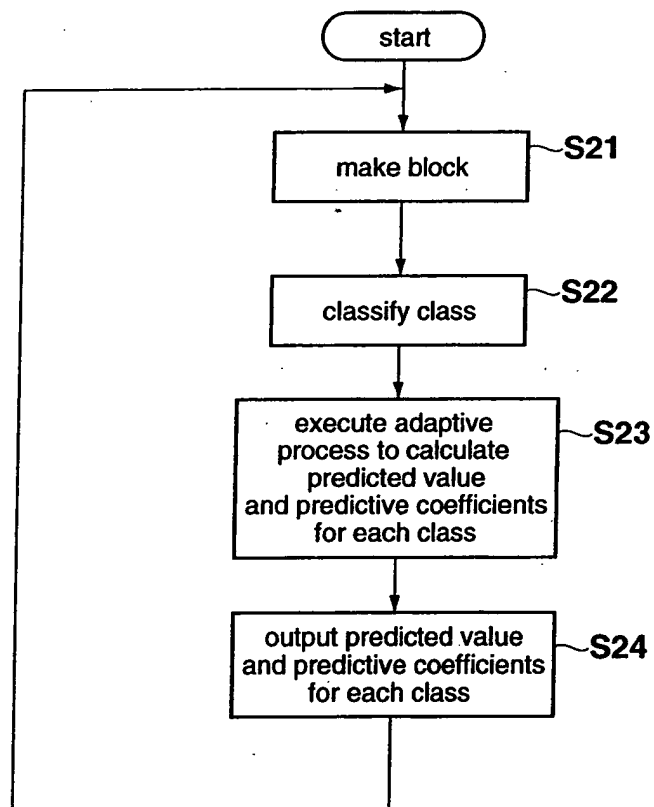 start
make block
S21
classify class
S22
execute adaptive
process to calculate
predicted value
and predictive coefficients
for each class
S23
output predicted value
and predictive coefficients
for each class
S24